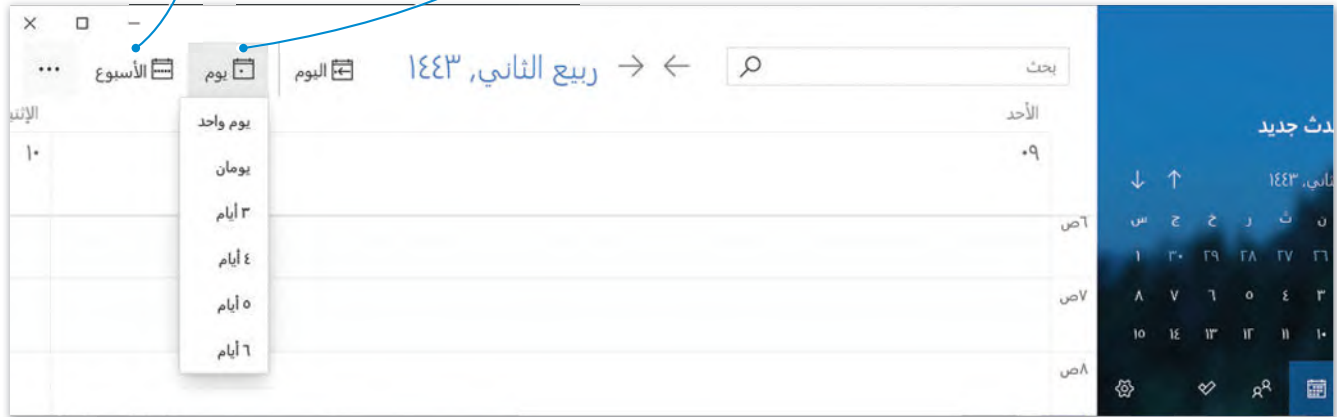 بحث
ربيع الثاني, ١٤٤٣
اليوم
يوم
الأسبوع
...
يوم واحد
يومان
٣ أيام
٤ أيام
٥ أيام
٦ أيام
الأحد
٠٩
١٠
٦ص
٧ص
٨ص
جديد
١٤٤٣
ن ث ر خ ج س
٢٦ ٢٧ ٢٨ ٢٩ ٣٠ ١
٣ ٤ ٥ ٦ ٧ ٨
١٠ ١١ ١٢ ١٣ ١٤ ١٥